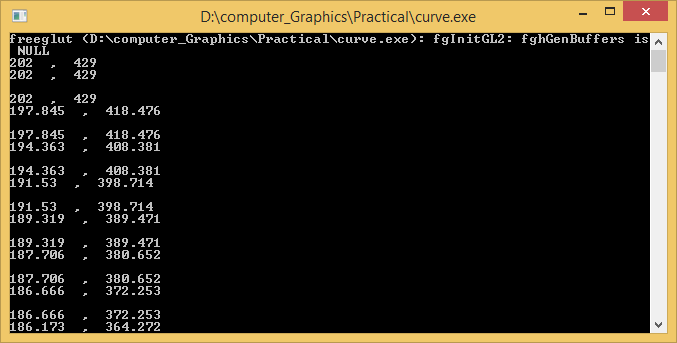 D:\computer_Graphics\Practical\curve.exe
freeglut (D:\computer_Graphics\Practical\curve.exe): fgInitGL2: fghGenBuffers is
NULL
202 , 429
202 , 429
202 , 429
197.845 , 418.476
197.845 , 418.476
194.363 , 408.381
194.363 , 408.381
191.53 , 398.714
191.53 , 398.714
189.319 , 389.471
189.319 , 389.471
187.706 , 380.652
187.706 , 380.652
186.666 , 372.253
186.666 , 372.253
186.173 , 364.272